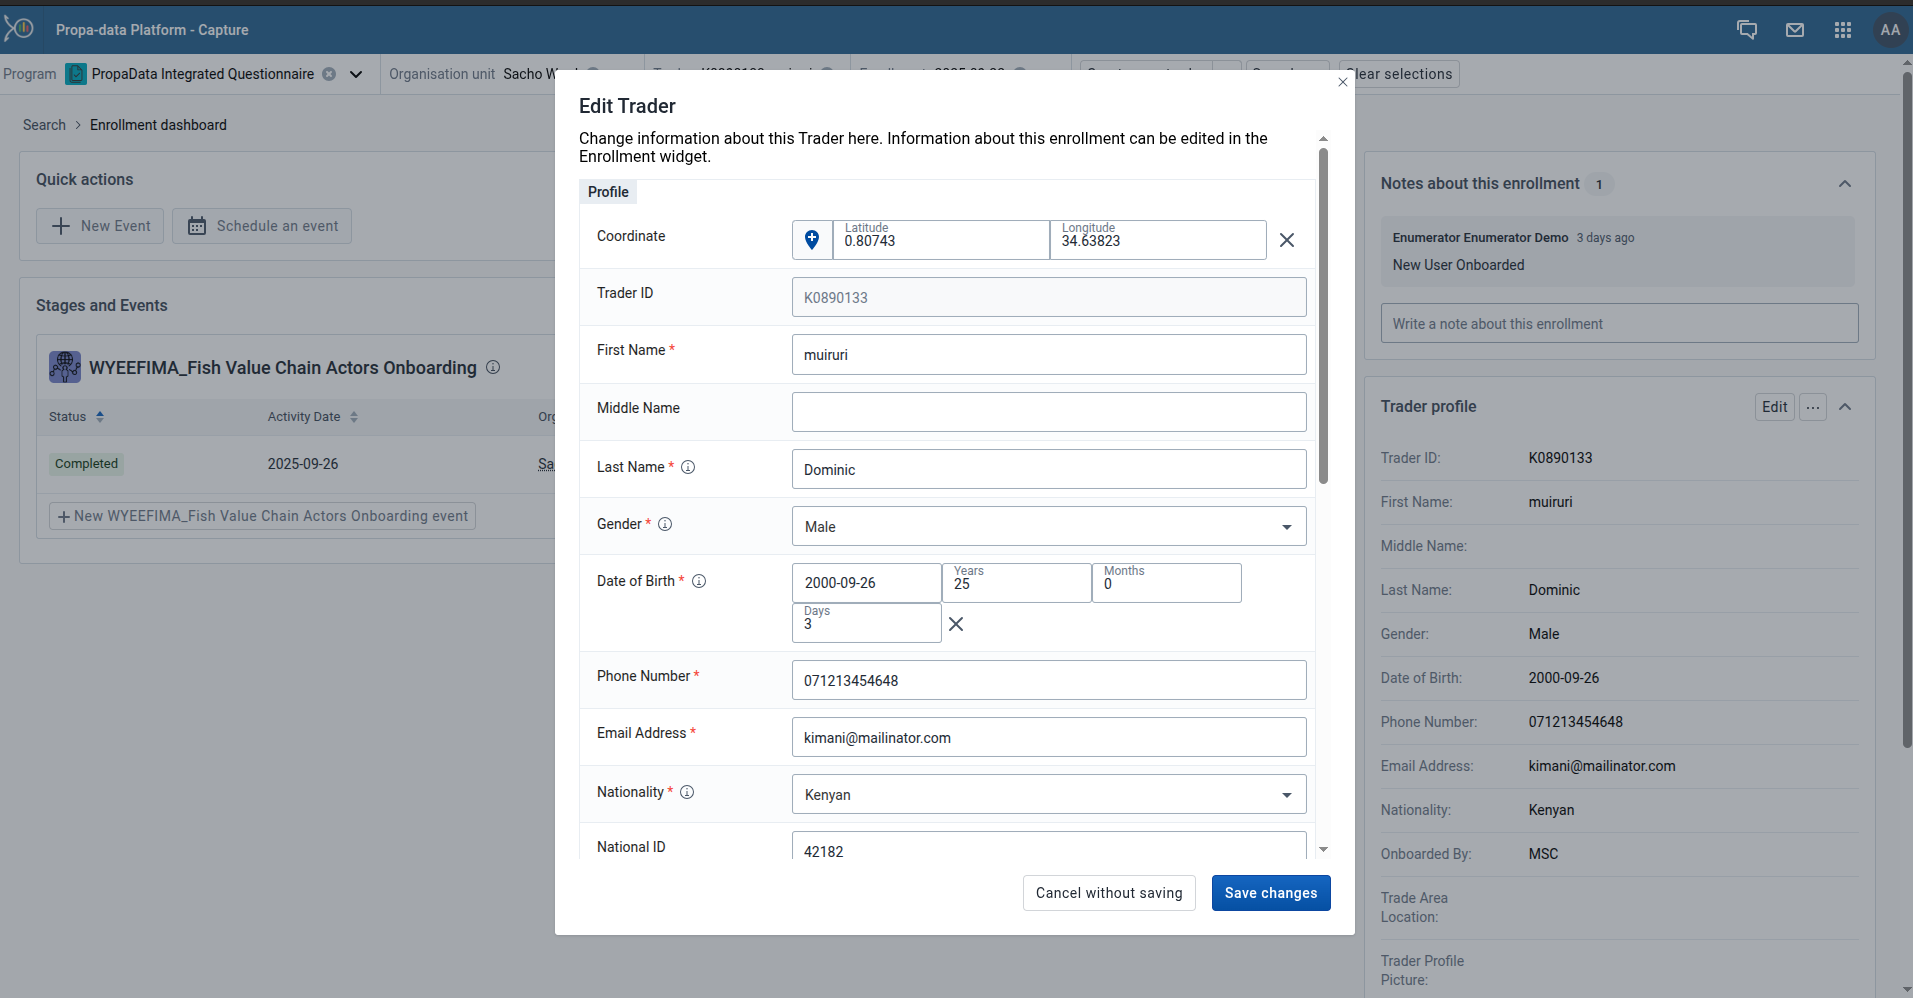 Propa-data Platform - Capture
AA
Program PropaData Integrated Questionnaire
Organisation unit Sacho
Clear selections
Search > Enrollment dashboard
Quick actions
New Event
Schedule an event
Stages and Events
WYEEFIMA_Fish Value Chain Actors Onboarding
Status Activity Date Org
Completed 2025-09-26 Sa
+ New WYEEFIMA_Fish Value Chain Actors Onboarding event
Edit Trader
Change information about this Trader here. Information about this enrollment can be edited in the
Enrollment widget.
Profile
Coordinate
Latitude
0.80743
Longitude
34.63823
Trader ID
K0890133
First Name *
muiruri
Middle Name
Last Name *
Dominic
Gender *
Male
Date of Birth *
2000-09-26
Years
25
Months
0
Days
3
Phone Number *
071213454648
Email Address *
kimani@mailinator.com
Nationality *
Kenyan
National ID
42182
Cancel without saving
Save changes
Notes about this enrollment 1
Enumerator Enumerator Demo 3 days ago
New User Onboarded
Write a note about this enrollment
Trader profile
Edit
...
Trader ID: K0890133
First Name: muiruri
Middle Name:
Last Name: Dominic
Gender: Male
Date of Birth: 2000-09-26
Phone Number: 071213454648
Email Address: kimani@mailinator.com
Nationality: Kenyan
Onboarded By: MSC
Trade Area
Location:
Trader Profile
Picture: